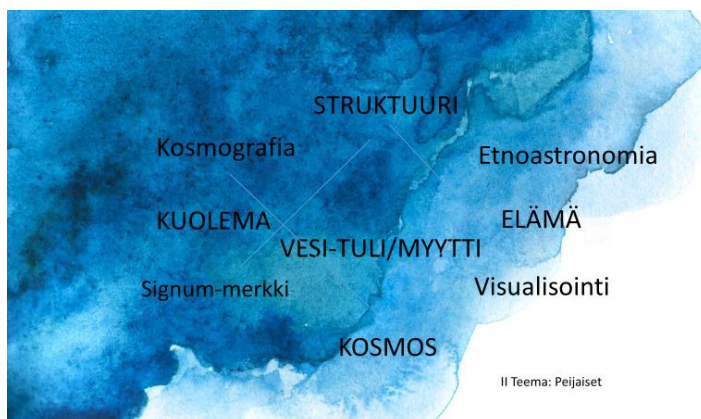 STRUKTUURI
Kosmografia
Etnoastronomia
KUOLEMA
ELÄMÄ
VESI-TULI/MYYTTI
Signum-merkki
Visualisointi
KOSMOS
II Teema: Peijaiset